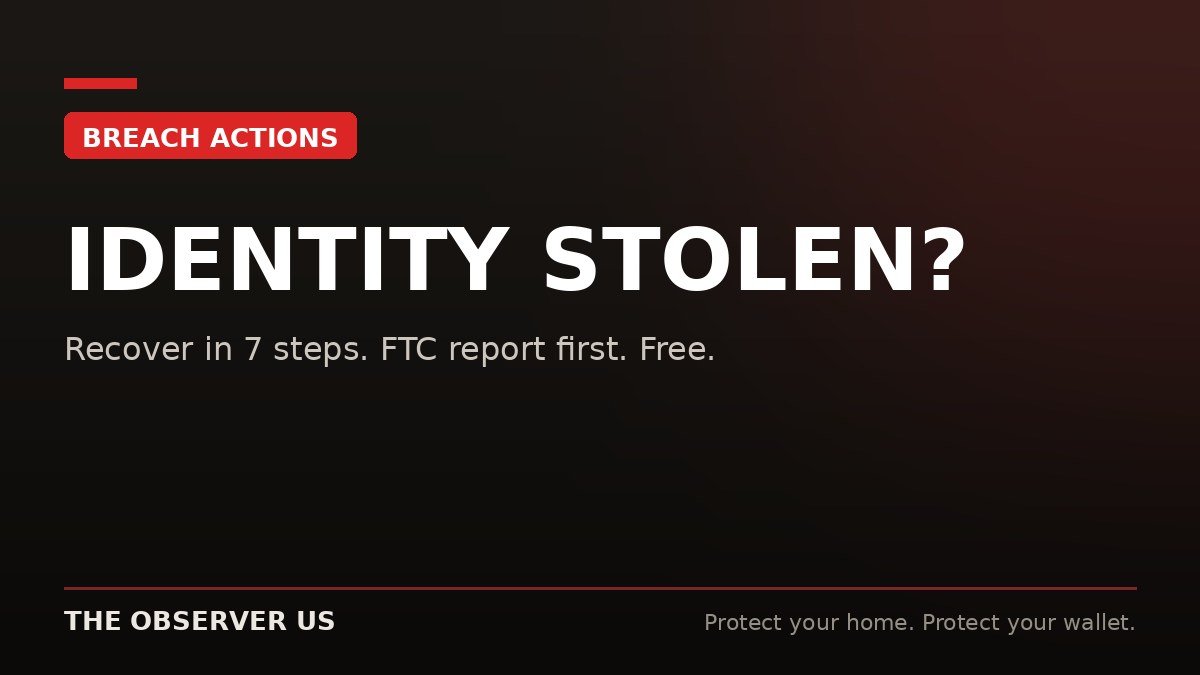 BREACH ACTIONS
IDENTITY STOLEN?
Recover in 7 steps. FTC report first. Free.
THE OBSERVER US
Protect your home. Protect your wallet.